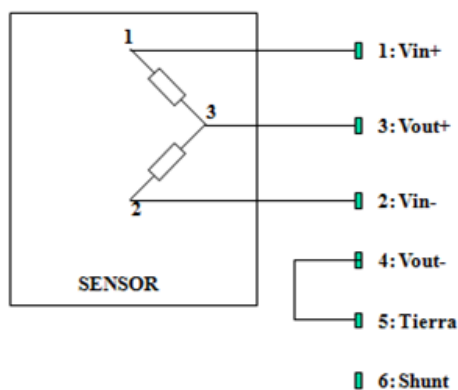 1
3
2
SENSOR
1: Vin+
3: Vout+
2: Vin-
4: Vout-
5: Tierra
6: Shunt